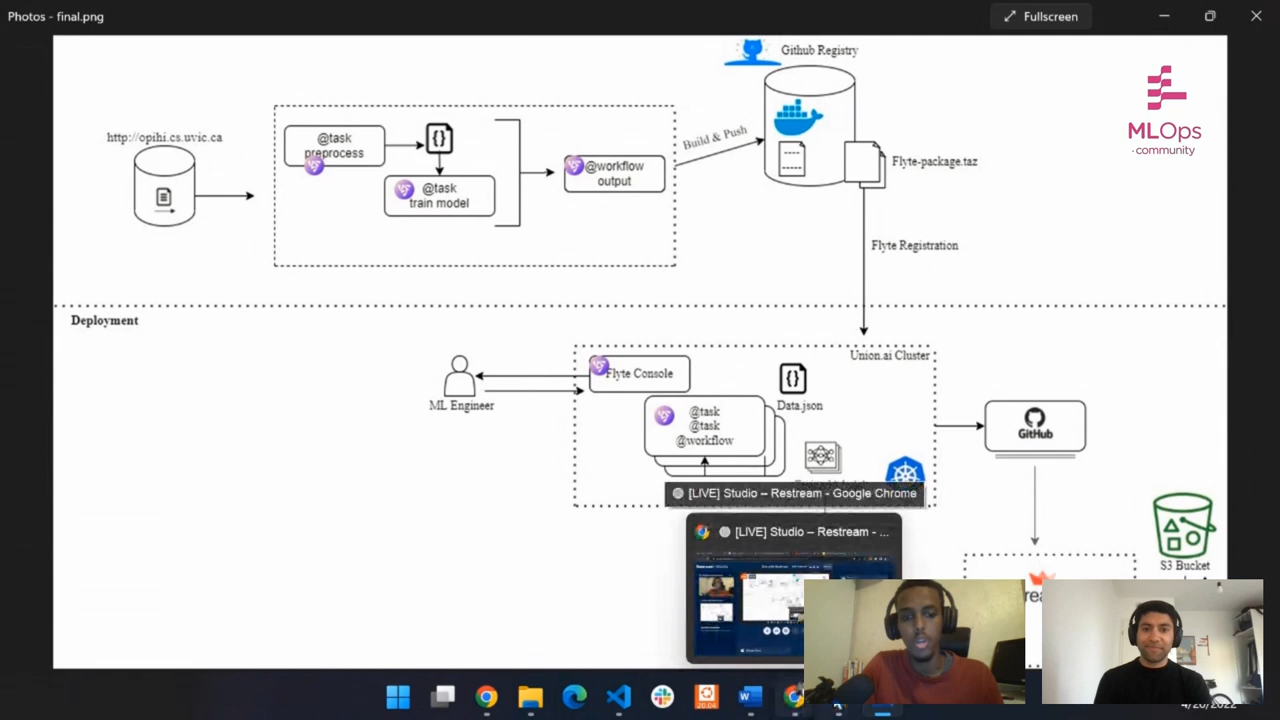 Photos - final.png
Fullscreen
Github Registry
MLOps
community
http://opihi.cs.uvic.ca
@task
preprocess
{}
@task
train model
@workflow
output
Build & Push
Flyte-package.taz
Flyte Registration
Deployment
Union.ai Cluster
Flyte Console
{}
ML Engineer
Data.json
@task
@task
@workflow
GitHub
[LIVE] Studio – Restream - Google Chrome
[LIVE] Studio – Restream - ...
S3 Bucket
20.04